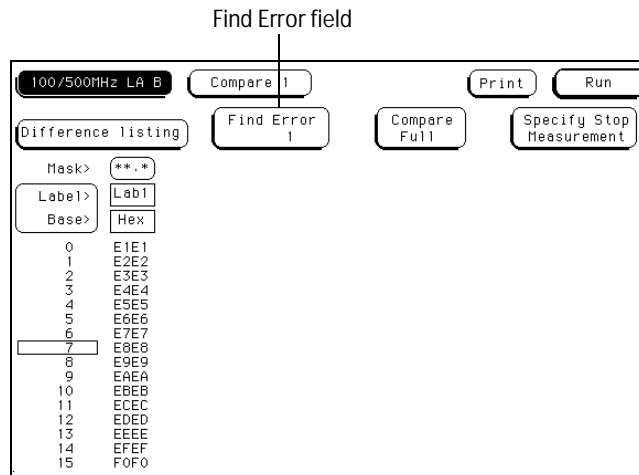 Find Error field
100/500MHz LA B
Compare 1
Print
Run
Difference listing
Find Error
1
Compare
Full
Specify Stop
Measurement
Mask> **.*
Label> Lab1
Base> Hex
0 E1E1
1 E2E2
2 E3E3
3 E4E4
4 E5E5
5 E6E6
6 E7E7
7 E8E8
8 E9E9
9 EAEA
10 EBEB
11 ECEC
12 EDED
13 EEEE
14 EFEF
15 F0F0